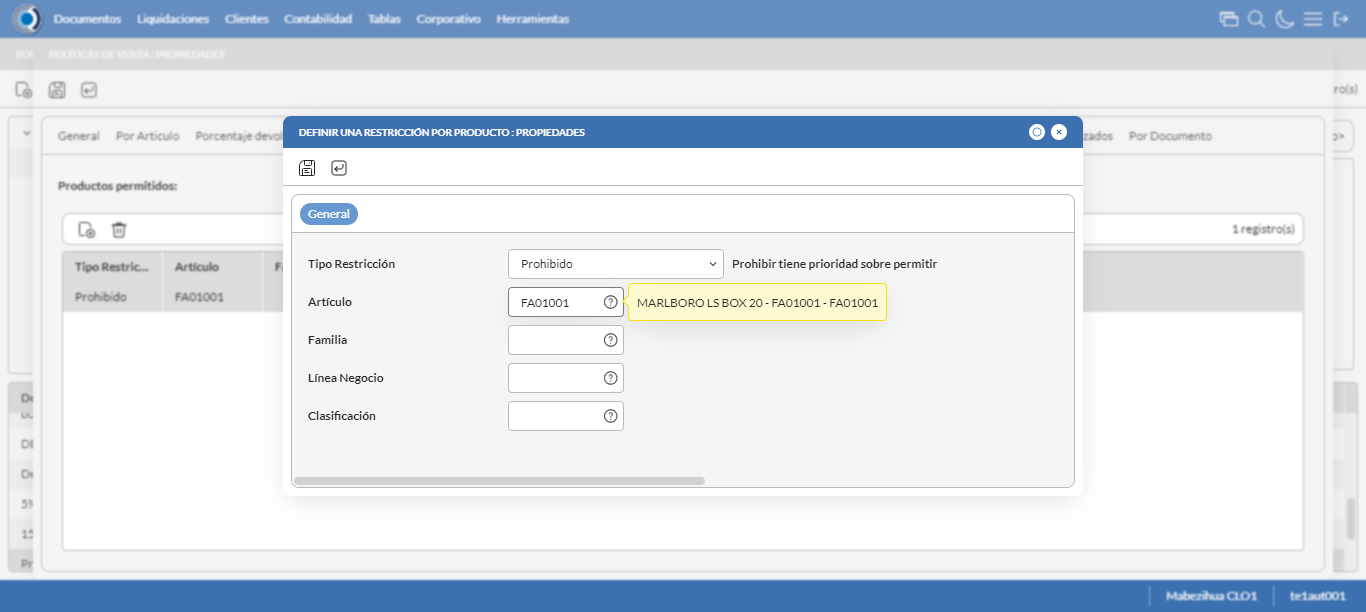 Documentos Liquidaciones Clientes Contabilidad Tablas Corporativo Herramientas
POLÍTICAS DE VENTA : PROPIEDADES
ro(s)
General Por Artículo Porcentaje devol
zados Por Documento
DEFINIR UNA RESTRICCIÓN POR PRODUCTO : PROPIEDADES
Productos permitidos:
General
1 registro(s)
Tipo Restric... Artículo F
Prohibido FA01001
Tipo Restricción Prohibido Prohibir tiene prioridad sobre permitir
Artículo FA01001 MARLBORO LS BOX 20 - FA01001 - FA01001
Familia
Línea Negocio
Clasificación
De
DE
De
5%
15
Pr
Mabezihua CLO1 te1aut001